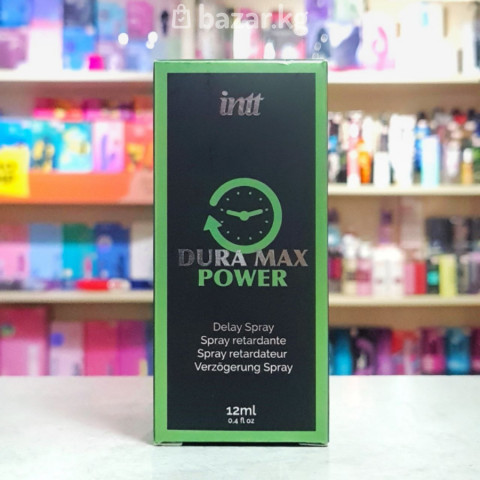 bazar.kg
intt
DURA MAX
POWER
Delay Spray
Spray retardante
Spray retardateur
Verzögerung Spray
12ml
0,4 fl oz